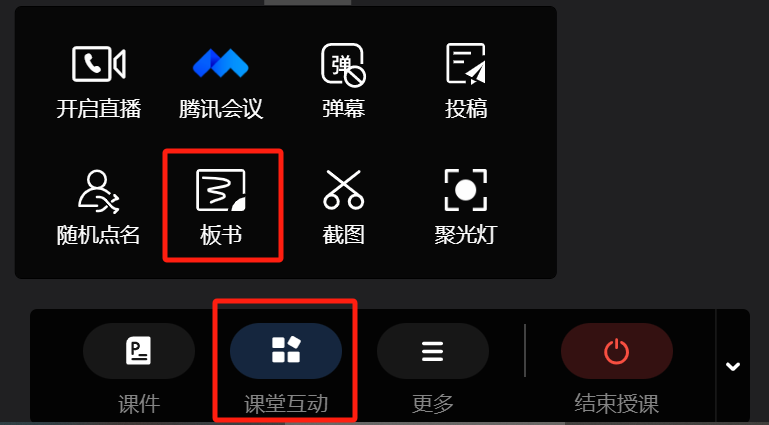 开启直播 腾讯会议 弹幕 投稿
随机点名 板书 截图 聚光灯
课件 课堂互动 更多 结束授课